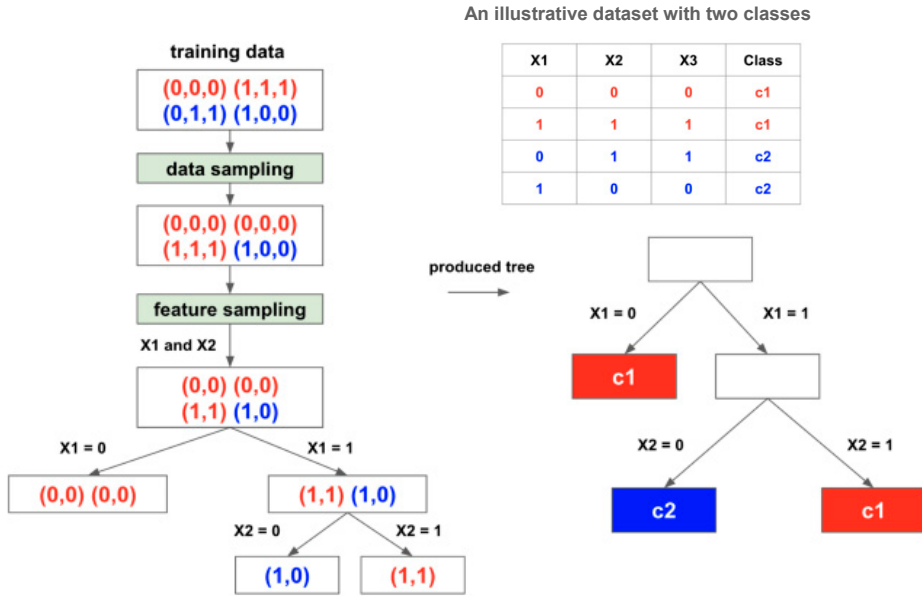 An illustrative dataset with two classes
training data
(0,0,0) (1,1,1)
(0,1,1) (1,0,0)
data sampling
(0,0,0) (0,0,0)
(1,1,1) (1,0,0)
feature sampling
X1 and X2
(0,0) (0,0)
(1,1) (1,0)
X1 = 0 X1 = 1
(0,0) (0,0) (1,1) (1,0)
X2 = 0 X2 = 1
(1,0) (1,1)
X1 X2 X3 Class
0 0 0 c1
1 1 1 c1
0 1 1 c2
1 0 0 c2
produced tree
X1 = 0 X1 = 1
c1
X2 = 0 X2 = 1
c2 c1